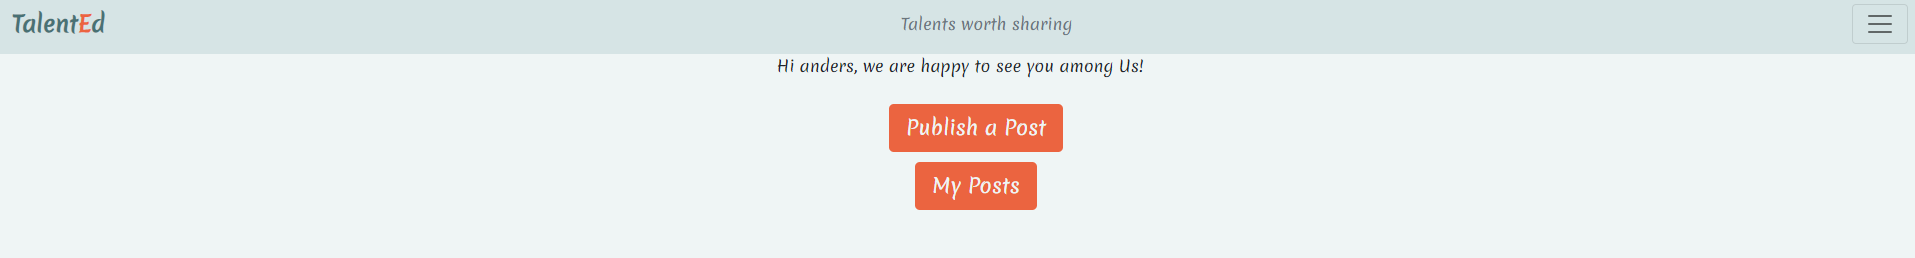 TalentEd
Talents worth sharing
Hi anders, we are happy to see you among Us!
Publish a Post
My Posts